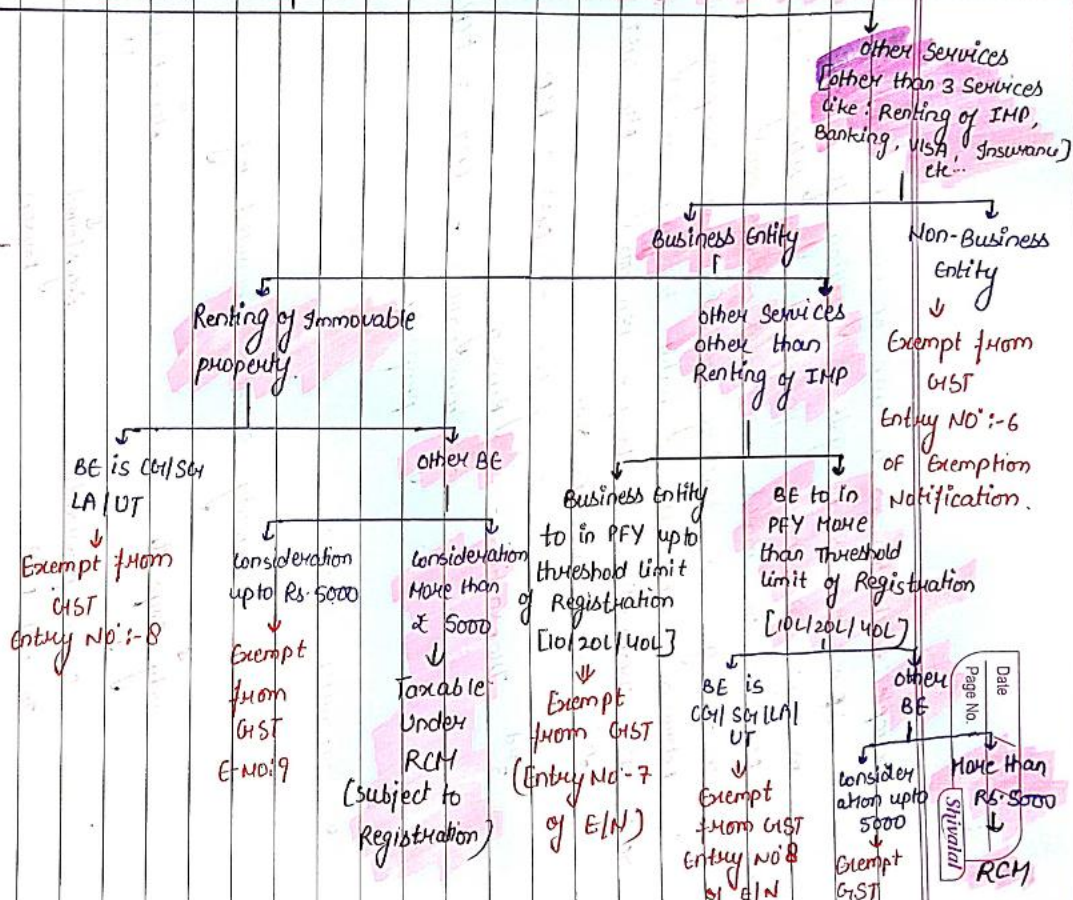 Other Services
[other than 3 Services
like : Renting of IMP,
Banking, VISA, Insurance]
etc...
Business Entity
Non-Business
Entity
Exempt from
GST
Entry NO :- 6
OF Exemption
Notification.
Renting of Immovable
property.
other Services
other than
Renting of IMP
BE is CG/SG/
LA/UT
Exempt from
GST
Entry No :- 8
Other BE
Consideration
upto Rs. 5000
Exempt
from
GST
E-NO:9
Consideration
More than
₹ 5000
Taxable
Under
RCM
(subject to
Registration)
Business Entity
to in PFY upto
threshold limit
of Registration
[10/20L/40L]
Exempt
from GST
(Entry No - 7
of E/N)
BE to in
PFY More
than Threshold
limit of Registration
[10L/20L/40L]
BE is
CG/SG/LA/
UT
Exempt
from GST
Entry No 8
of E/N
Other
BE
Consider
ation upto
5000
Exempt
GST
More than
Rs. 5000
RCM
Date
Page No.
Shivalal